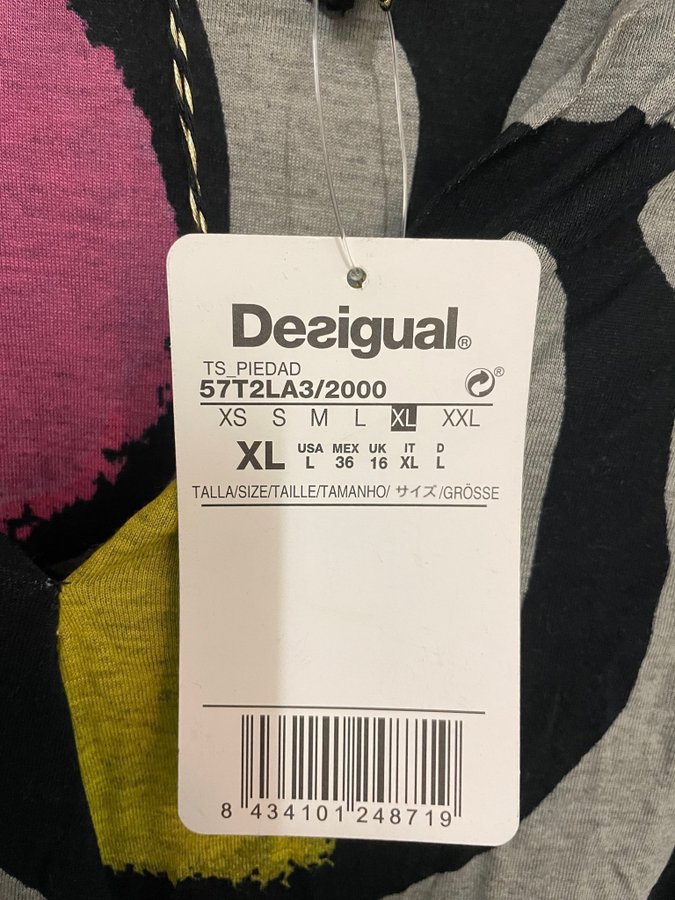 Desigual®
TS_PIEDAD
57T2LA3/2000
®
XS S M L XL XXL
XL USA L MEX 36 UK 16 IT XL D L
TALLA/SIZE/TAILLE/TAMANHO/ サイズ /GRÖSSE
8 434101 248719